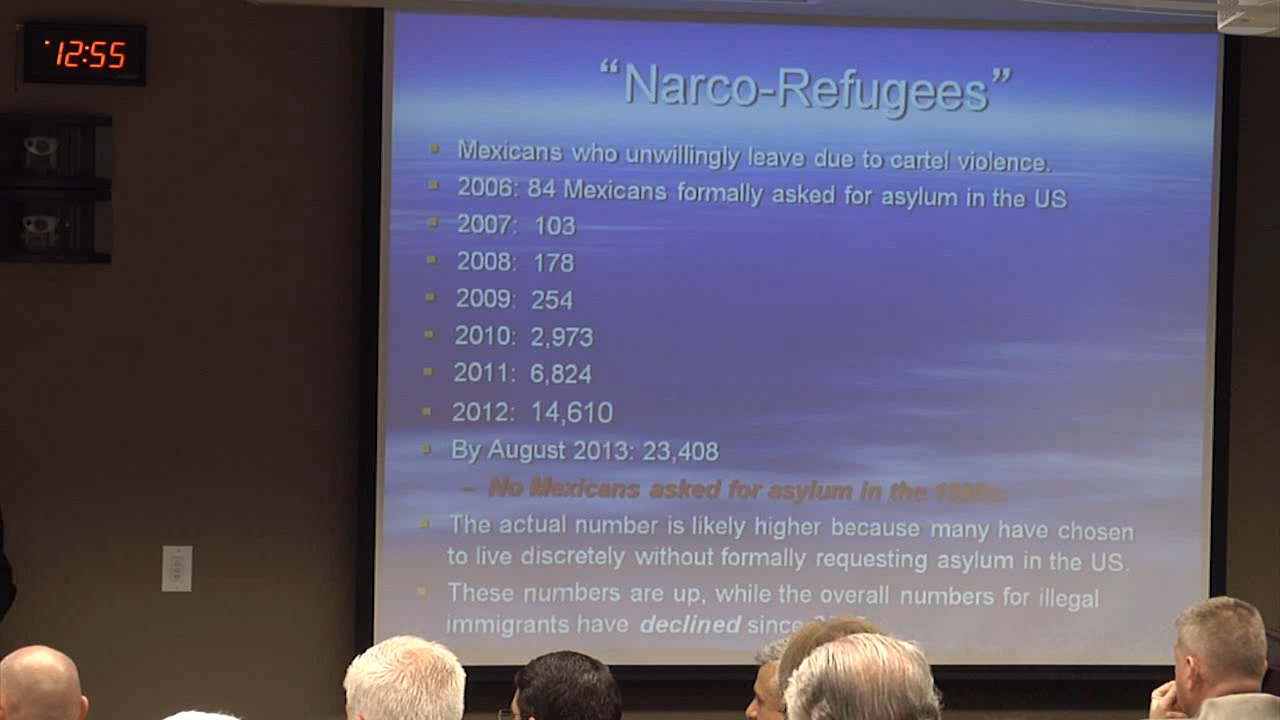 12:55
“Narco-Refugees”
Mexicans who unwillingly leave due to cartel violence.
2006: 84 Mexicans formally asked for asylum in the US
2007: 103
2008: 178
2009: 254
2010: 2,973
2011: 6,824
2012: 14,610
By August 2013: 23,408
– No Mexicans asked for asylum in the
The actual number is likely higher because many have chosen
to live discretely without formally requesting asylum in the US.
These numbers are up, while the overall numbers for illegal
immigrants have declined since